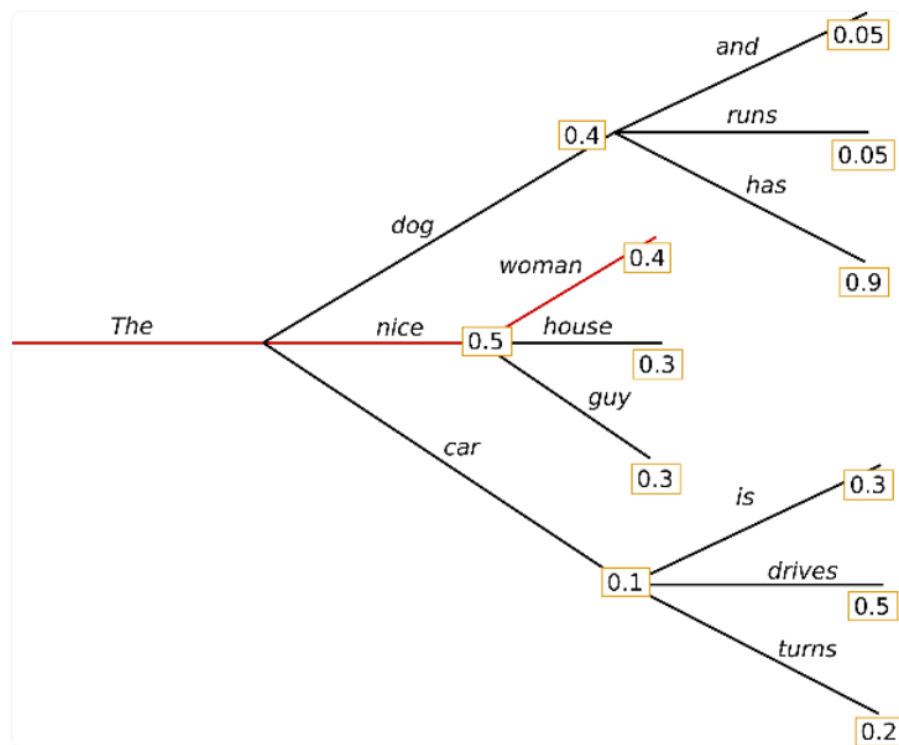 and
0.05
runs
0.4
0.05
has
dog
0.9
woman
0.4
The
nice
0.5
house
0.3
guy
car
0.3
is
0.3
drives
0.1
0.5
turns
0.2